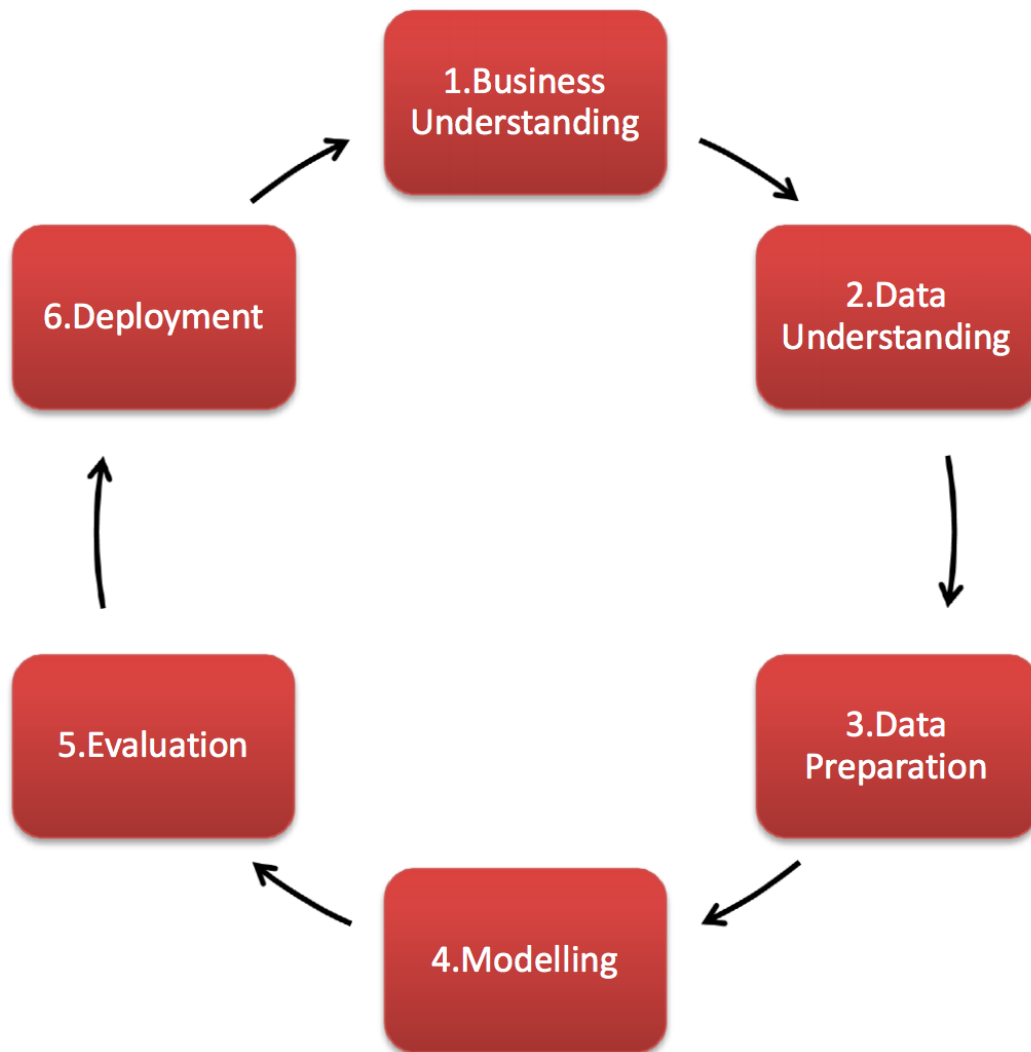 1.Business
Understanding
2.Data
Understanding
3.Data
Preparation
4.Modelling
5.Evaluation
6.Deployment